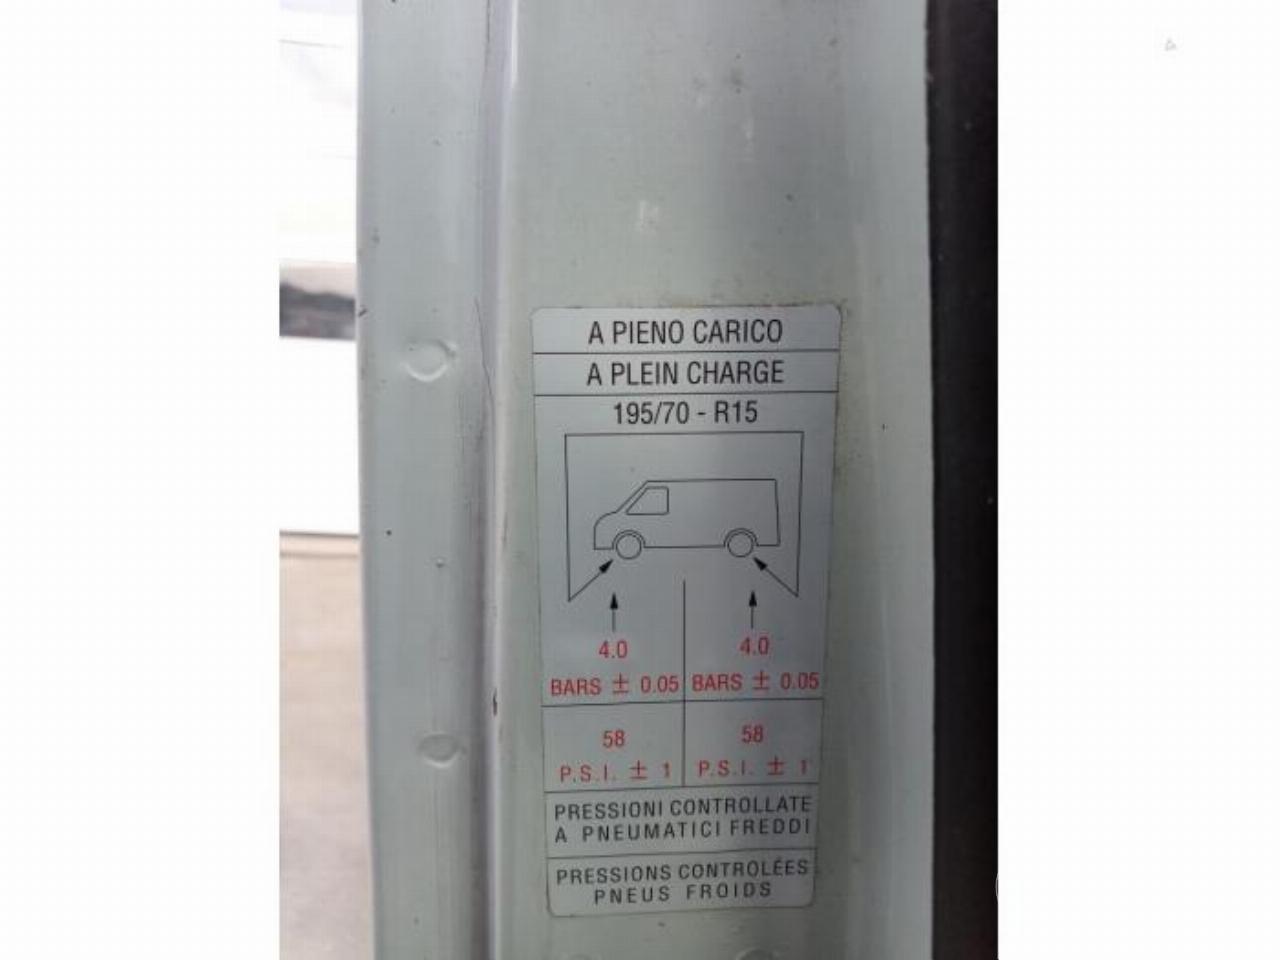 A PIENO CARICO
A PLEIN CHARGE
195/70 - R15
4.0 4.0
BARS ± 0.05 BARS ± 0.05
58 58
P.S.I. ± 1 P.S.I. ± 1
PRESSIONI CONTROLLATE
A PNEUMATICI FREDDI
PRESSIONS CONTROLÉES
PNEUS FROIDS